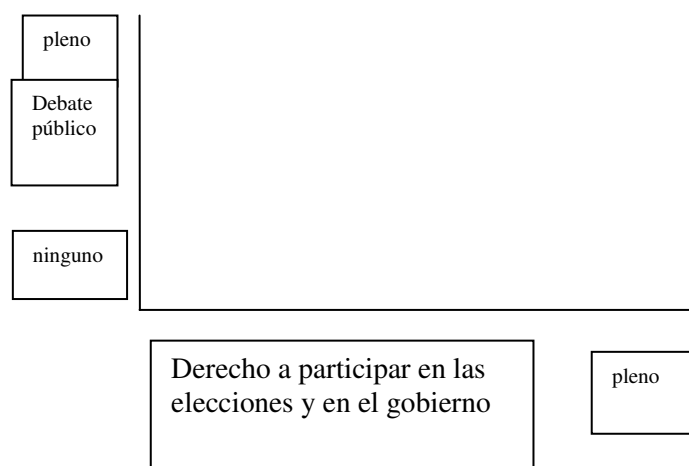 pleno
Debate
público
ninguno
Derecho a participar en las
elecciones y en el gobierno
pleno